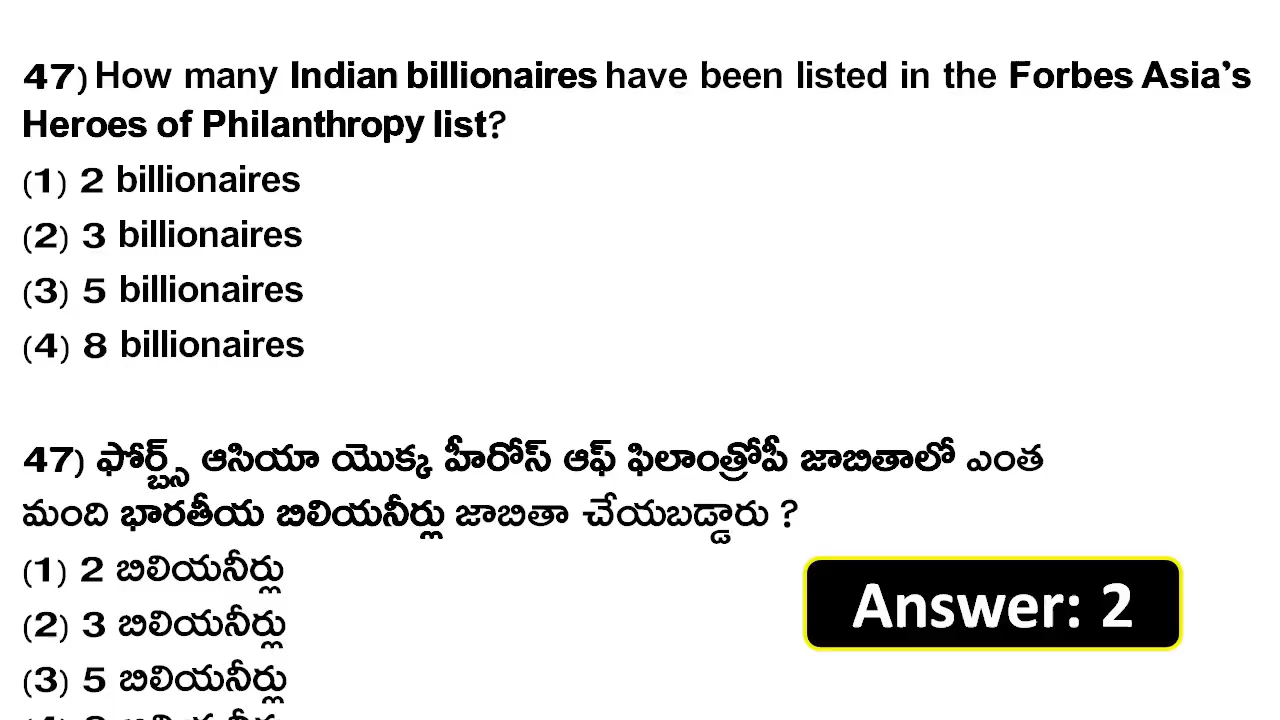 47) How many Indian billionaires have been listed in the Forbes Asia's
Heroes of Philanthropy list?
(1) 2 billionaires
(2) 3 billionaires
(3) 5 billionaires
(4) 8 billionaires
47) ఫోర్బ్స్ ఆసియా యొక్క హీరోస్ ఆఫ్ ఫిలాంత్రోపీ జాబితాలో ఎంత
మంది భారతీయ బిలియనీర్లు జాబితా చేయబడ్డారు ?
(1) 2 బిలియనీర్లు
(2) 3 బిలియనీర్లు
(3) 5 బిలియనీర్లు
Answer: 2